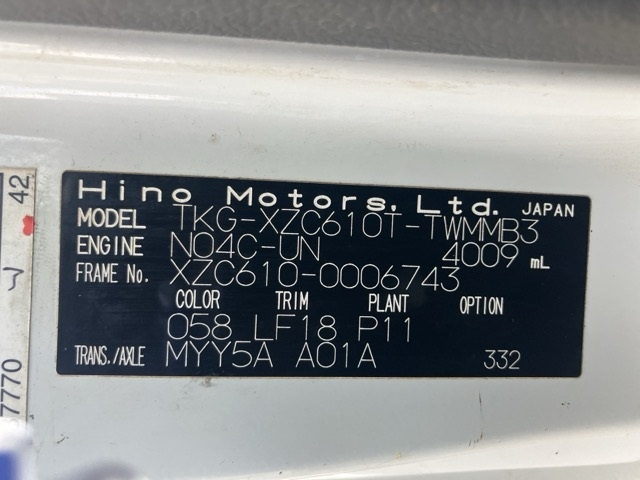 Hino Motors, Ltd. JAPAN
MODEL TKG-XZC610T-TWMMB3
ENGINE N04C-UN 4009 mL
FRAME No. XZC610-0006743
COLOR TRIM PLANT OPTION
058 LF18 P11
TRANS./AXLE MYY5A A01A 332
42
7770